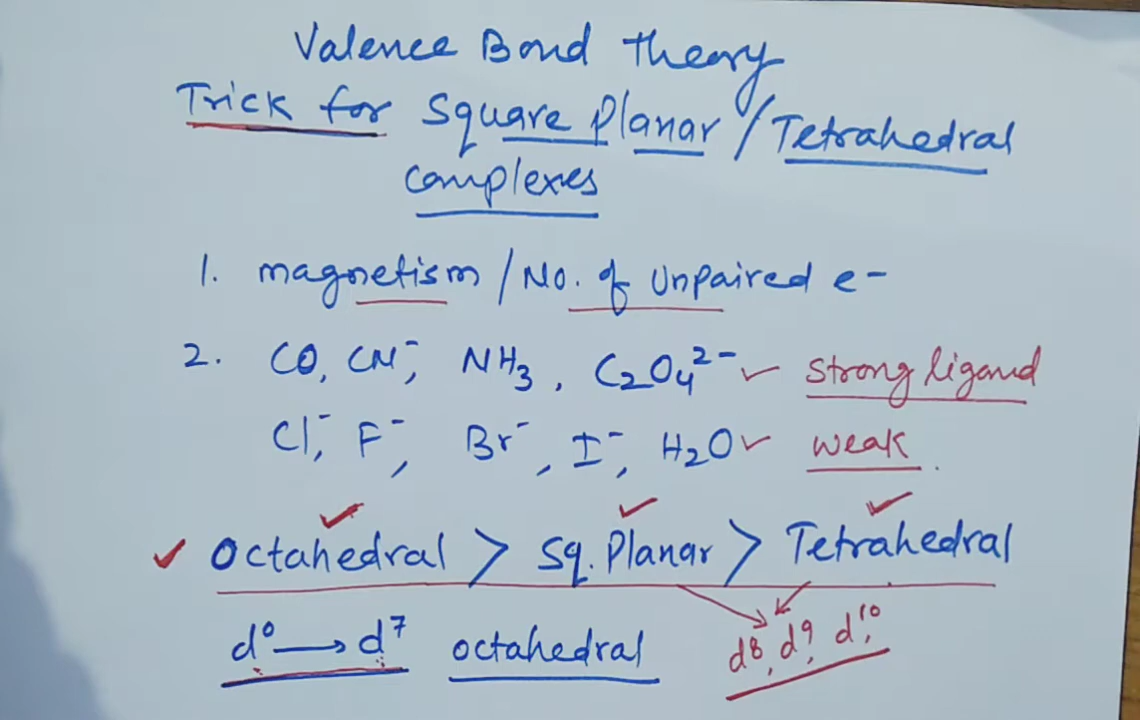 Valence Bond theory
Trick for Square Planar / Tetrahedral
complexes
1. magnetism / No. of Unpaired e-
2. CO, CN⁻, NH₃, C₂O₄²⁻ ✓ Strong ligand
Cl⁻, F⁻, Br⁻, I⁻, H₂O ✓ weak.
✓ Octahedral > Sq. Planar > Tetrahedral
d⁰ → d⁷ octahedral d8, d9, d¹⁰,